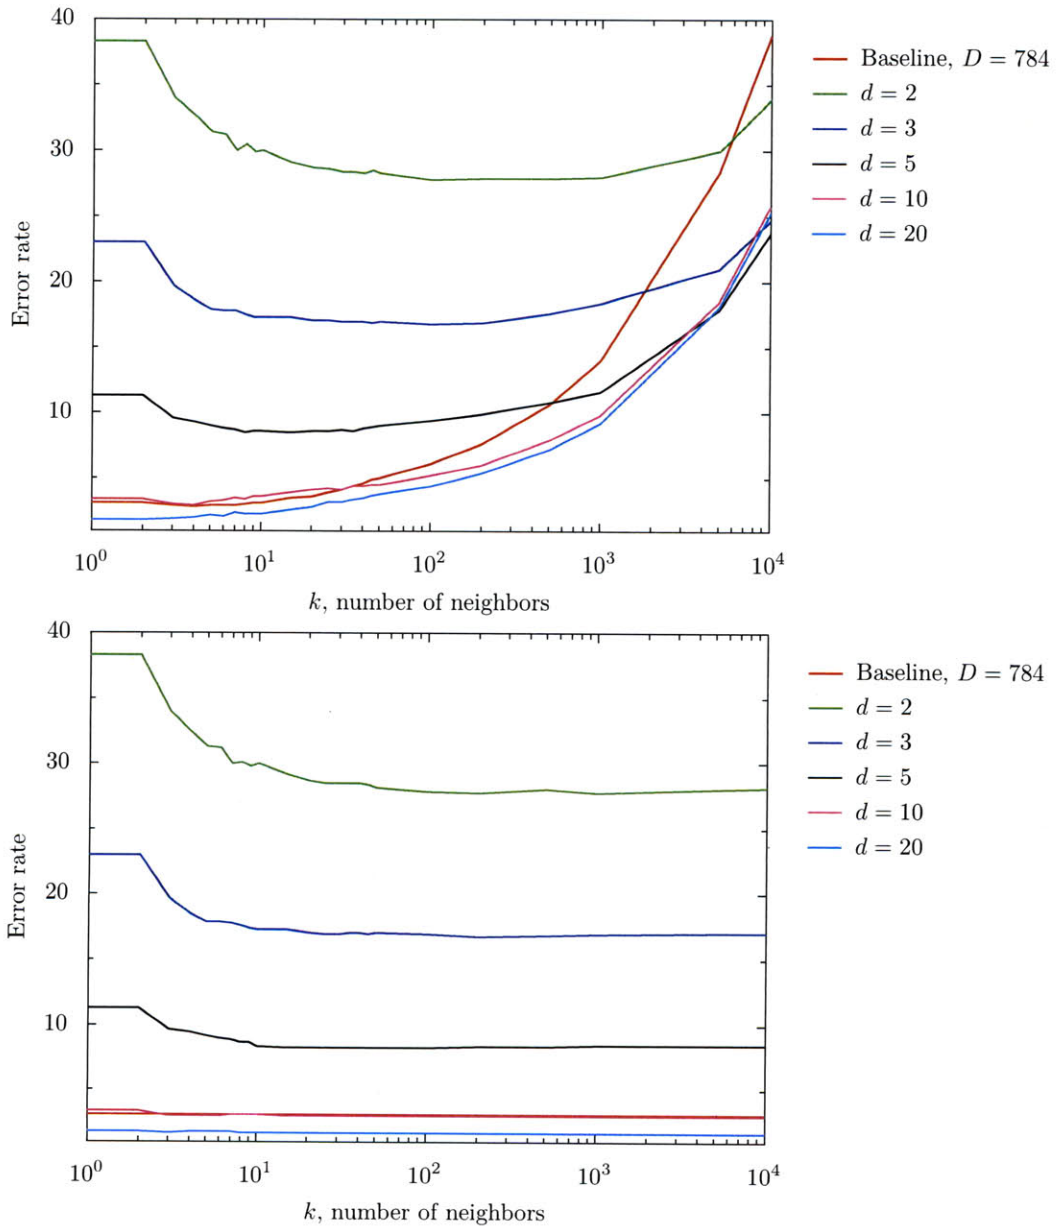 40
30
20
10
Error rate
10^0 10^1 10^2 10^3 10^4
k, number of neighbors
Baseline, D = 784
d = 2
d = 3
d = 5
d = 10
d = 20
40
30
20
10
Error rate
10^0 10^1 10^2 10^3 10^4
k, number of neighbors
Baseline, D = 784
d = 2
d = 3
d = 5
d = 10
d = 20